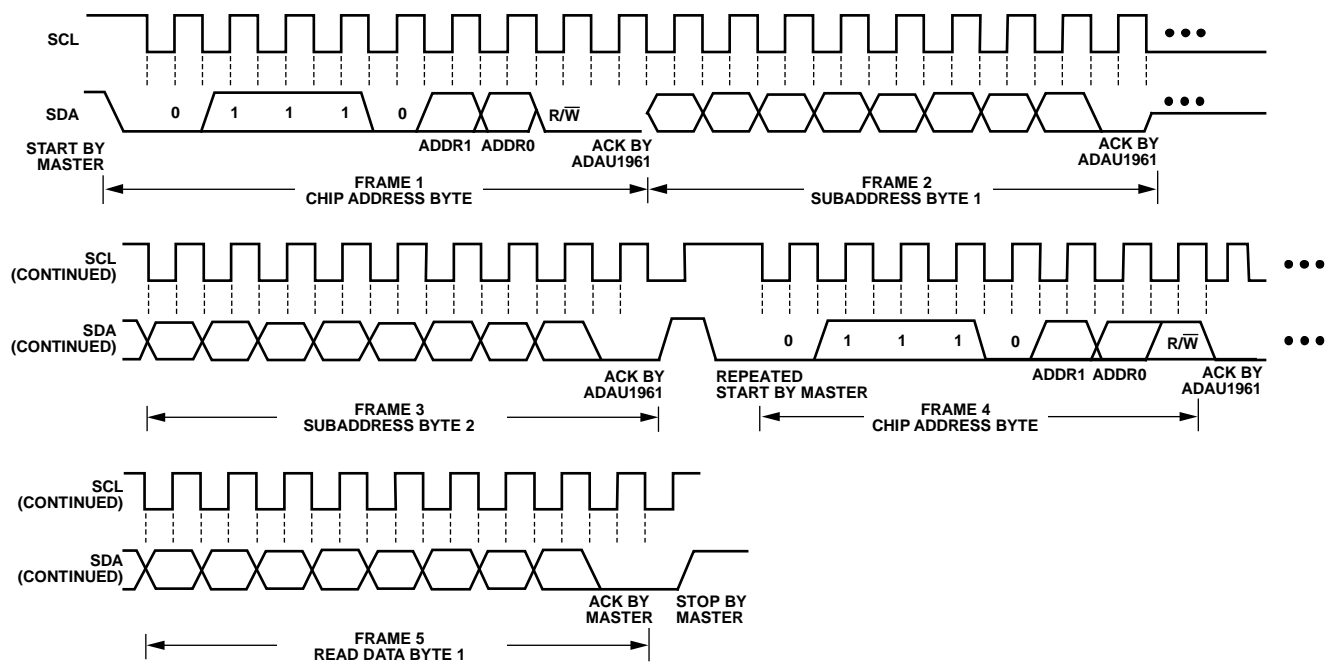 SCL
SDA
0 1 1 1 0 R/W̅
ADDR1 ADDR0
START BY
MASTER
ACK BY
ADAU1961
ACK BY
ADAU1961
FRAME 1
CHIP ADDRESS BYTE
FRAME 2
SUBADDRESS BYTE 1
SCL
(CONTINUED)
SDA
(CONTINUED)
0 1 1 1 0 R/W̅
ADDR1 ADDR0
ACK BY
ADAU1961
REPEATED
START BY MASTER
ACK BY
ADAU1961
FRAME 3
SUBADDRESS BYTE 2
FRAME 4
CHIP ADDRESS BYTE
SCL
(CONTINUED)
SDA
(CONTINUED)
ACK BY
MASTER
STOP BY
MASTER
FRAME 5
READ DATA BYTE 1